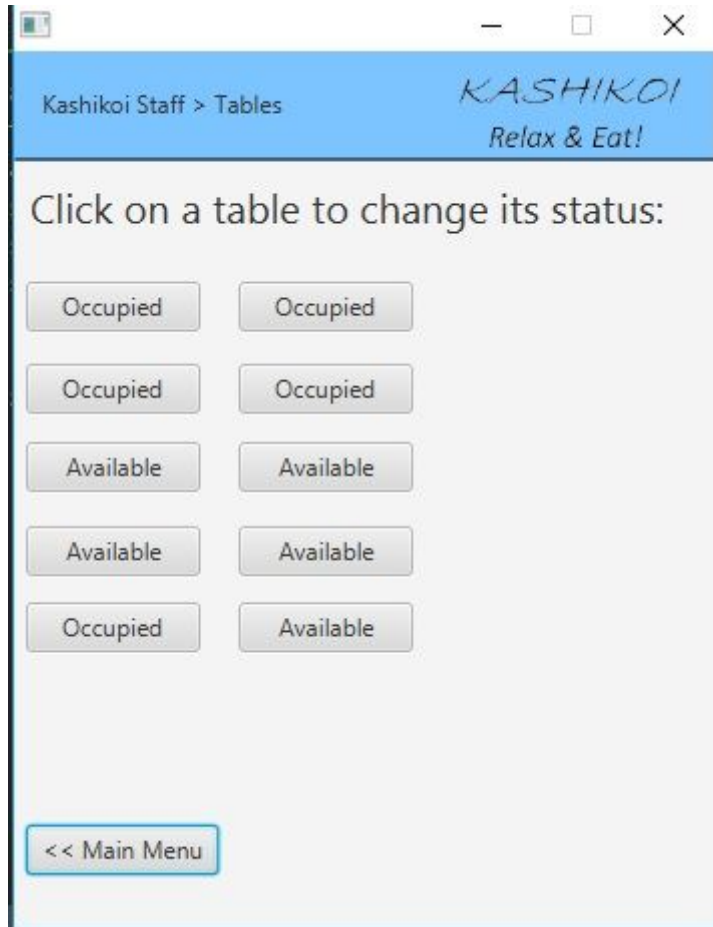 Kashikoi Staff > Tables
KASHIKOI
Relax & Eat!
Click on a table to change its status:
Occupied Occupied
Occupied Occupied
Available Available
Available Available
Occupied Available
<< Main Menu